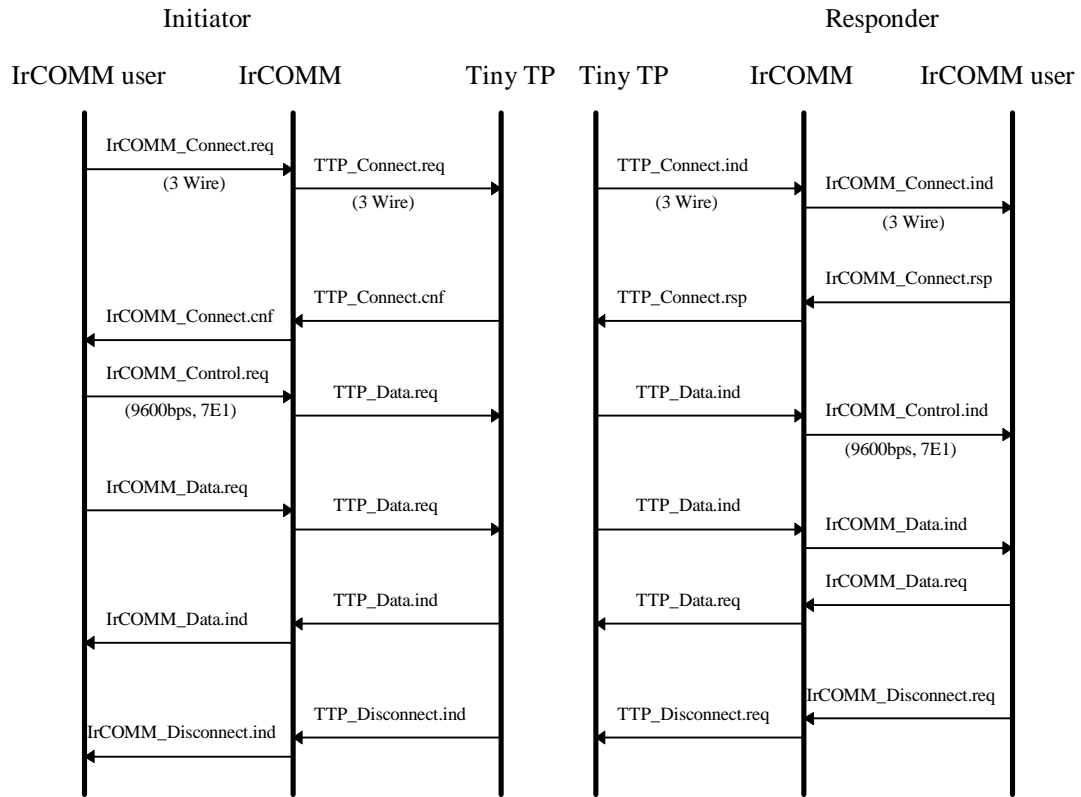 Initiator Responder
IrCOMM user IrCOMM Tiny TP Tiny TP IrCOMM IrCOMM user
IrCOMM_Connect.req
(3 Wire)
TTP_Connect.req
(3 Wire)
TTP_Connect.ind
(3 Wire)
IrCOMM_Connect.ind
(3 Wire)
IrCOMM_Connect.rsp
TTP_Connect.rsp
TTP_Connect.cnf
IrCOMM_Connect.cnf
IrCOMM_Control.req
(9600bps, 7E1)
TTP_Data.req
TTP_Data.ind
IrCOMM_Control.ind
(9600bps, 7E1)
IrCOMM_Data.req
TTP_Data.req
TTP_Data.ind
IrCOMM_Data.ind
IrCOMM_Data.req
TTP_Data.req
TTP_Data.ind
IrCOMM_Data.ind
IrCOMM_Disconnect.req
TTP_Disconnect.req
TTP_Disconnect.ind
IrCOMM_Disconnect.ind